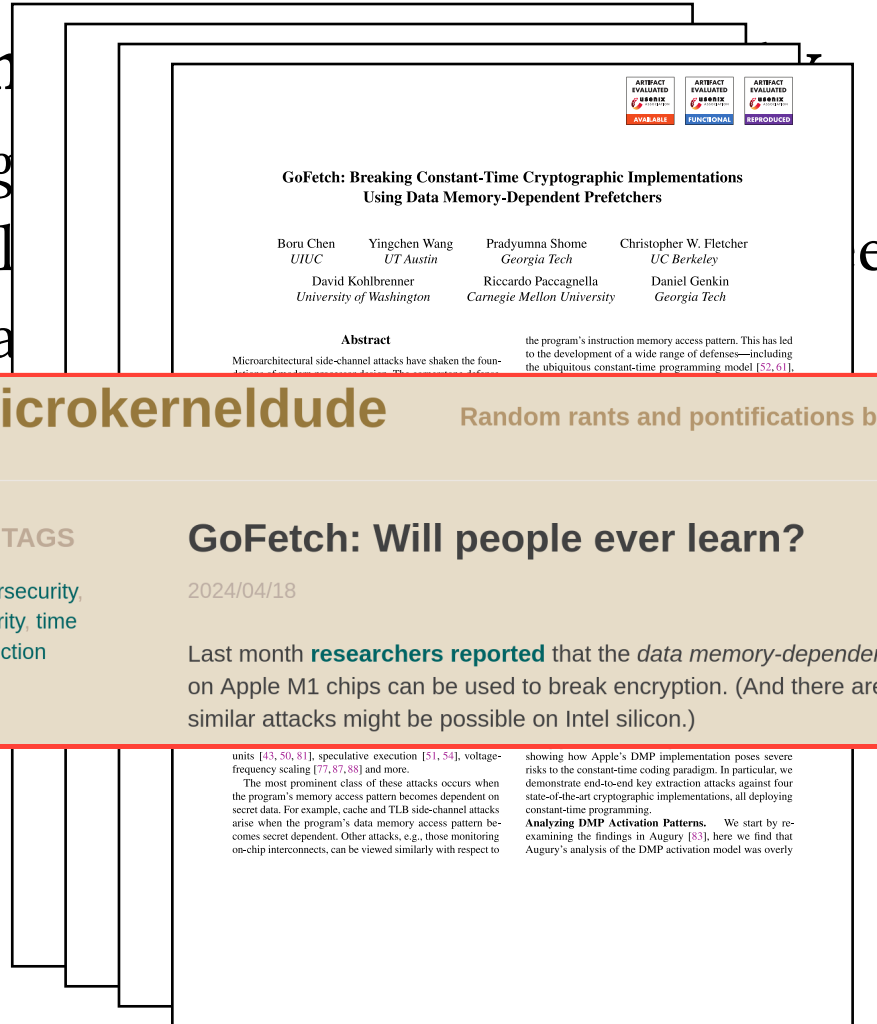 ARTIFACT EVALUATED usenix ASSOCIATION AVAILABLE
ARTIFACT EVALUATED usenix ASSOCIATION FUNCTIONAL
ARTIFACT EVALUATED usenix ASSOCIATION REPRODUCED
GoFetch: Breaking Constant-Time Cryptographic Implementations
Using Data Memory-Dependent Prefetchers
Boru Chen Yingchen Wang Pradyumna Shome Christopher W. Fletcher
UIUC UT Austin Georgia Tech UC Berkeley
David Kohlbrenner Riccardo Paccagnella Daniel Genkin
University of Washington Carnegie Mellon University Georgia Tech
Abstract
Microarchitectural side-channel attacks have shaken the foun-
the program's instruction memory access pattern. This has led
to the development of a wide range of defenses—including
the ubiquitous constant-time programming model [52, 61],
icrokerneldude
Random rants and pontifications b
TAGS
rsecurity,
rity, time
ction
GoFetch: Will people ever learn?
2024/04/18
Last month researchers reported that the data memory-dependen
on Apple M1 chips can be used to break encryption. (And there are
similar attacks might be possible on Intel silicon.)
units [43, 50, 81], speculative execution [51, 54], voltage-
frequency scaling [77,87,88] and more.
The most prominent class of these attacks occurs when
the program's memory access pattern becomes dependent on
secret data. For example, cache and TLB side-channel attacks
arise when the program's data memory access pattern be-
comes secret dependent. Other attacks, e.g., those monitoring
on-chip interconnects, can be viewed similarly with respect to
showing how Apple's DMP implementation poses severe
risks to the constant-time coding paradigm. In particular, we
demonstrate end-to-end key extraction attacks against four
state-of-the-art cryptographic implementations, all deploying
constant-time programming.
Analyzing DMP Activation Patterns. We start by re-
examining the findings in Augury [83], here we find that
Augury's analysis of the DMP activation model was overly